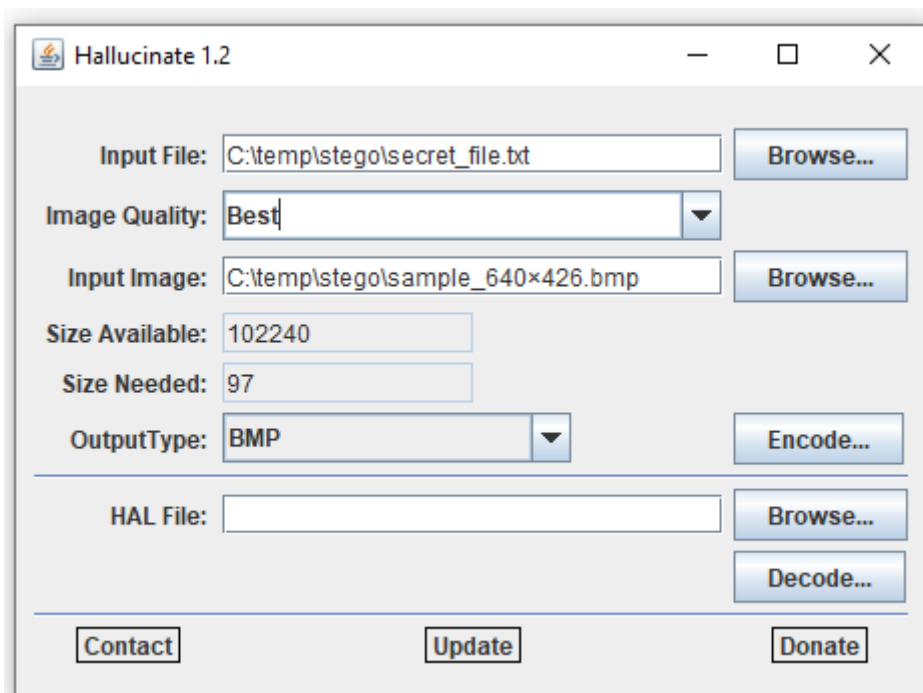 Hallucinate 1.2
Input File: C:\temp\stego\secret_file.txt Browse...
Image Quality: Best
Input Image: C:\temp\stego\sample_640×426.bmp Browse...
Size Available: 102240
Size Needed: 97
OutputType: BMP Encode...
HAL File: Browse...
Decode...
Contact Update Donate